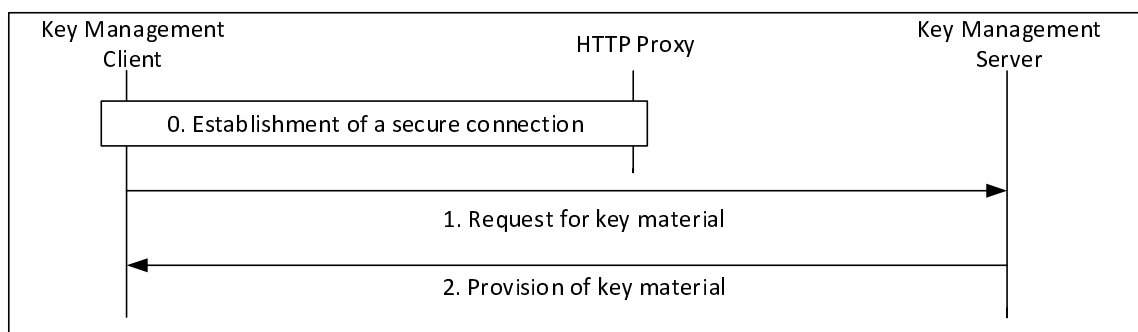 Key Management
Client
HTTP Proxy
Key Management
Server
0. Establishment of a secure connection
1. Request for key material
2. Provision of key material